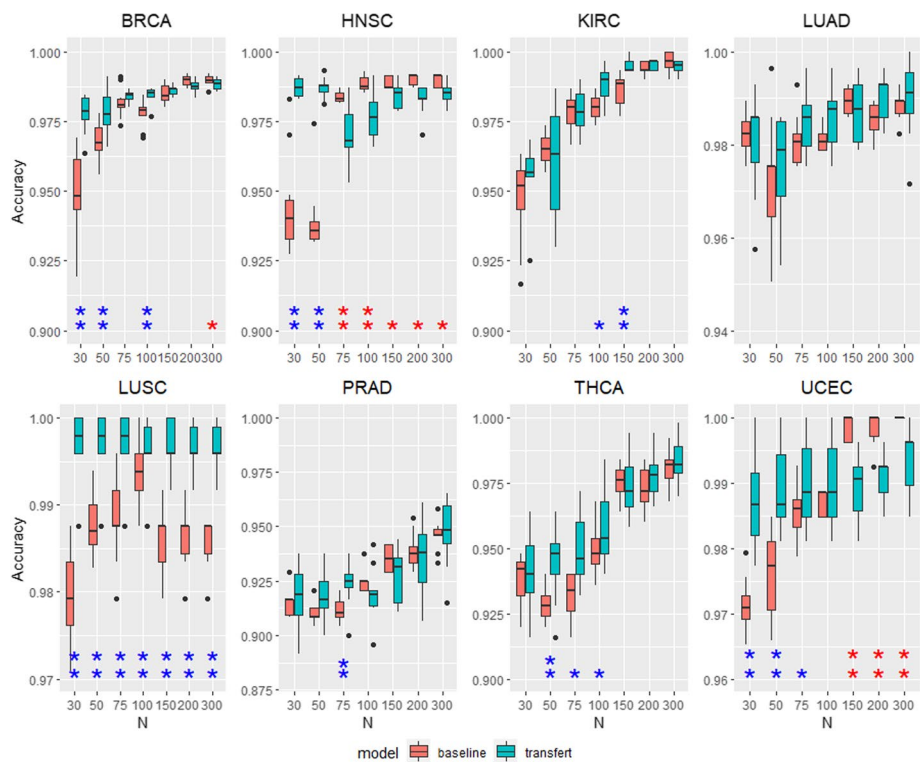 BRCA
HNSC
KIRC
LUAD
Accuracy
1.000
0.975
0.950
0.925
0.900
1.000
0.975
0.950
0.925
0.900
1.000
0.975
0.950
0.925
0.900
1.00
0.98
0.96
0.94
* * *
* * * *
* *
* * * * * * *
* * *
30 50 75 100 150 200 300
30 50 75 100 150 200 300
30 50 75 100 150 200 300
30 50 75 100 150 200 300
LUSC
PRAD
THCA
UCEC
Accuracy
1.00
0.99
0.98
0.97
1.000
0.975
0.950
0.925
0.900
0.875
1.000
0.975
0.950
0.925
0.900
1.00
0.99
0.98
0.97
0.96
* * * * * * *
* * * * * * *
*
*
*
* * *
* * * * *
* * * * * *
30 50 75 100 150 200 300
30 50 75 100 150 200 300
30 50 75 100 150 200 300
30 50 75 100 150 200 300
N
N
N
N
model baseline transfert